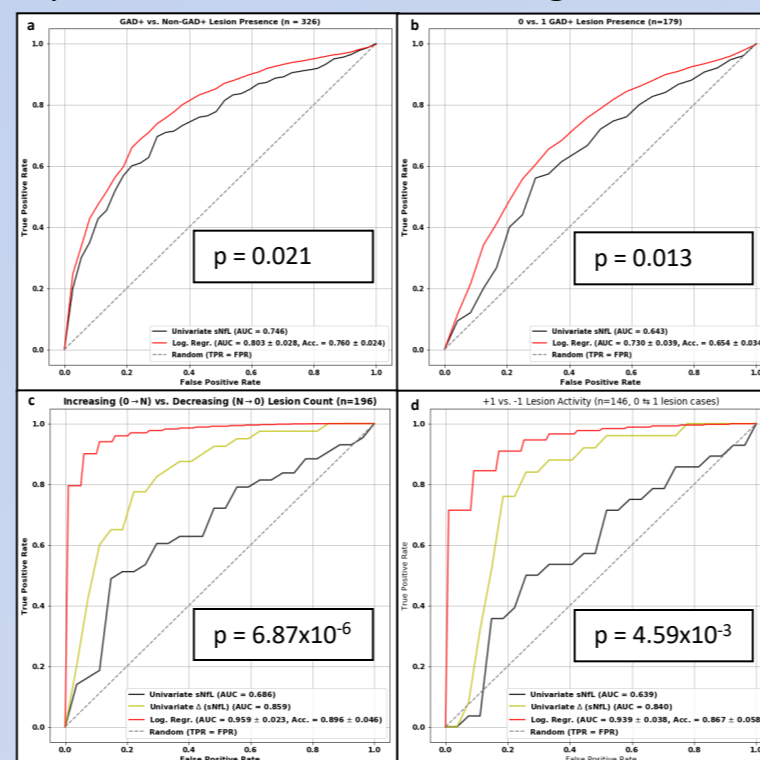 a
GAD+ vs. Non-GAD+ Lesion Presence (n = 326)
1.0
0.8
0.6
0.4
0.2
0.0
True Positive Rate
p = 0.021
Univariate sNfL (AUC = 0.746)
Log. Regr. (AUC = 0.803 ± 0.028, Acc. = 0.760 ± 0.024)
Random (TPR = FPR)
0.0 0.2 0.4 0.6 0.8 1.0
False Positive Rate
b
0 vs. 1 GAD+ Lesion Presence (n=179)
1.0
0.8
0.6
0.4
0.2
0.0
True Positive Rate
p = 0.013
Univariate sNfL (AUC = 0.643)
Log. Regr. (AUC = 0.730 ± 0.039, Acc. = 0.654 ± 0.034
Random (TPR = FPR)
0.0 0.2 0.4 0.6 0.8 1.0
False Positive Rate
c
Increasing (0→N) vs. Decreasing (N→0) Lesion Count (n=196)
1.0
0.8
0.6
0.4
0.2
0.0
True Positive Rate
p = 6.87x10⁻⁶
Univariate sNfL (AUC = 0.686)
Univariate Δ (sNfL) (AUC = 0.859)
Log. Regr. (AUC = 0.959 ± 0.023, Acc. = 0.896 ± 0.046)
Random (TPR = FPR)
0.0 0.2 0.4 0.6 0.8 1.0
False Positive Rate
d
+1 vs. -1 Lesion Activity (n=146, 0 ⇆ 1 lesion cases)
1.0
0.8
0.6
0.4
0.2
0.0
True Positive Rate
p = 4.59x10⁻³
Univariate sNfL (AUC = 0.639)
Univariate Δ (sNfL) (AUC = 0.840)
Log. Regr. (AUC = 0.939 ± 0.038, Acc. = 0.867 ± 0.058
Random (TPR = FPR)
0.0 0.2 0.4 0.6 0.8 1.0
False Positive Rate